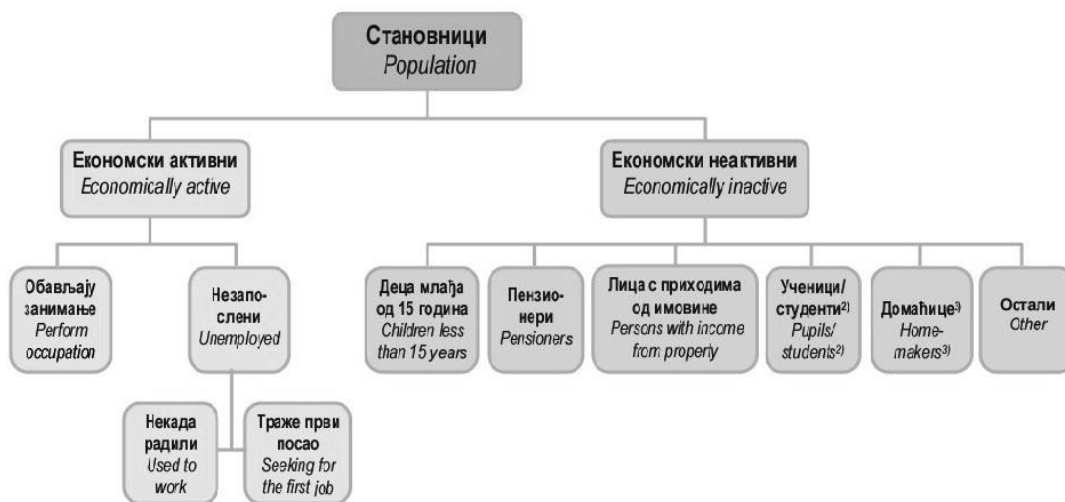 Становници
Population
Економски активни
Economically active
Економски неактивни
Economically inactive
Обављају
занимање
Perform
occupation
Незапо-
слени
Unemployed
Деца млађа
од 15 година
Children less
than 15 years
Пензио-
нери
Pensioners
Лица с приходима
од имовине
Persons with income
from property
Ученици/
студенти2)
Pupils/
students2)
Домаћице3)
Home-
makers3)
Остали
Other
Некада
радили
Used to
work
Траже први
посао
Seeking for
the first job